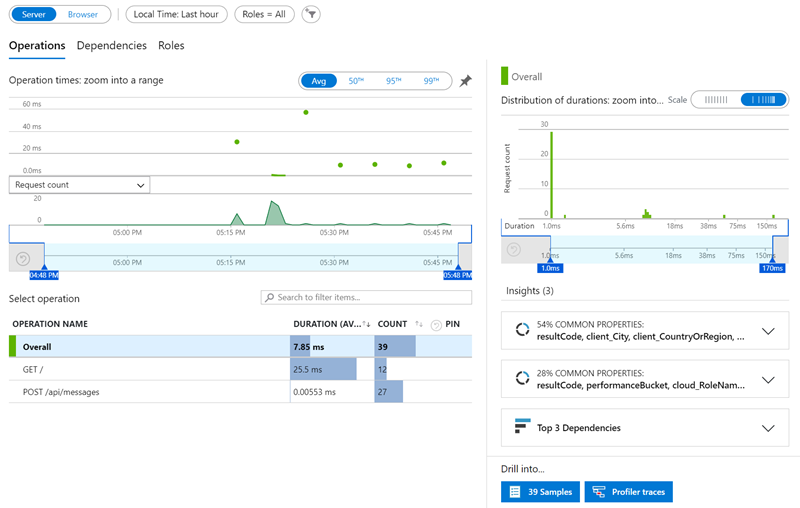 Server Browser Local Time: Last hour Roles = All
Operations Dependencies Roles
Operation times: zoom into a range Avg 50TH 95TH 99TH
60 ms
40 ms
20 ms
0.0ms
Request count
20
0
05:00 PM 05:15 PM 05:30 PM 05:45 PM
05:00 PM 05:15 PM 05:30 PM 05:45 PM
04:48 PM 05:48 PM
Select operation Search to filter items...
OPERATION NAME DURATION (AV... COUNT PIN
Overall 7.85 ms 39
GET / 25.5 ms 12
POST /api/messages 0.00553 ms 27
Overall
Distribution of durations: zoom into... Scale
Request count
30
20
10
0
Duration 1.0ms 5.6ms 18ms 38ms 75ms 150ms
1.0ms 5.6ms 18ms 38ms 75ms 150ms
1.0ms 170ms
Insights (3)
54% COMMON PROPERTIES:
resultCode, client_City, client_CountryOrRegion, ...
28% COMMON PROPERTIES:
resultCode, performanceBucket, cloud_RoleNam...
Top 3 Dependencies
Drill into...
39 Samples Profiler traces